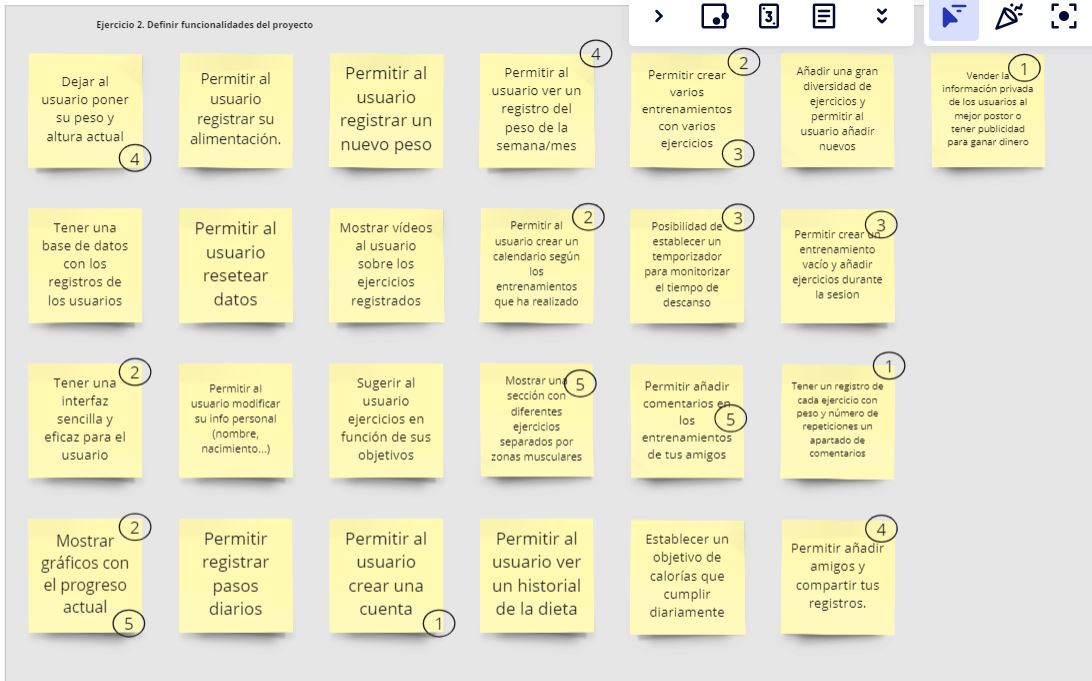 Ejercicio 2. Definir funcionalidades del proyecto
3
Dejar al
usuario poner
su peso y
altura actual
4
Permitir al
usuario
registrar su
alimentación.
Permitir al
usuario
registrar un
nuevo peso
4
Permitir al
usuario ver un
registro del
peso de la
semana/mes
2
Permitir crear
varios
entrenamientos
con varios
ejercicios
3
Añadir una gran
diversidad de
ejercicios y
permitir al
usuario añadir
nuevos
1
Vender la
información privada
de los usuarios al
mejor postor o
tener publicidad
para ganar dinero
Tener una
base de datos
con los
registros de
los usuarios
Permitir al
usuario
resetear
datos
Mostrar vídeos
al usuario
sobre los
ejercicios
registrados
2
Permitir al
usuario crear un
calendario según
los
entrenamientos
que ha realizado
3
Posibilidad de
establecer un
temporizador
para monitorizar
el tiempo de
descanso
3
Permitir crear un
entrenamiento
vacío y añadir
ejercicios durante
la sesion
2
Tener una
interfaz
sencilla y
eficaz para el
usuario
Permitir al
usuario modificar
su info personal
(nombre,
nacimiento...)
Sugerir al
usuario
ejercicios en
función de sus
objetivos
5
Mostrar una
sección con
diferentes
ejercicios
separados por
zonas musculares
Permitir añadir
comentarios en
los
entrenamientos
de tus amigos
5
1
Tener un registro de
cada ejercicio con
peso y número de
repeticiones un
apartado de
comentarios
2
Mostrar
gráficos con
el progreso
actual
5
Permitir
registrar
pasos
diarios
Permitir al
usuario
crear una
cuenta
1
Permitir al
usuario ver
un historial
de la dieta
Establecer un
objetivo de
calorías que
cumplir
diariamente
4
Permitir añadir
amigos y
compartir tus
registros.